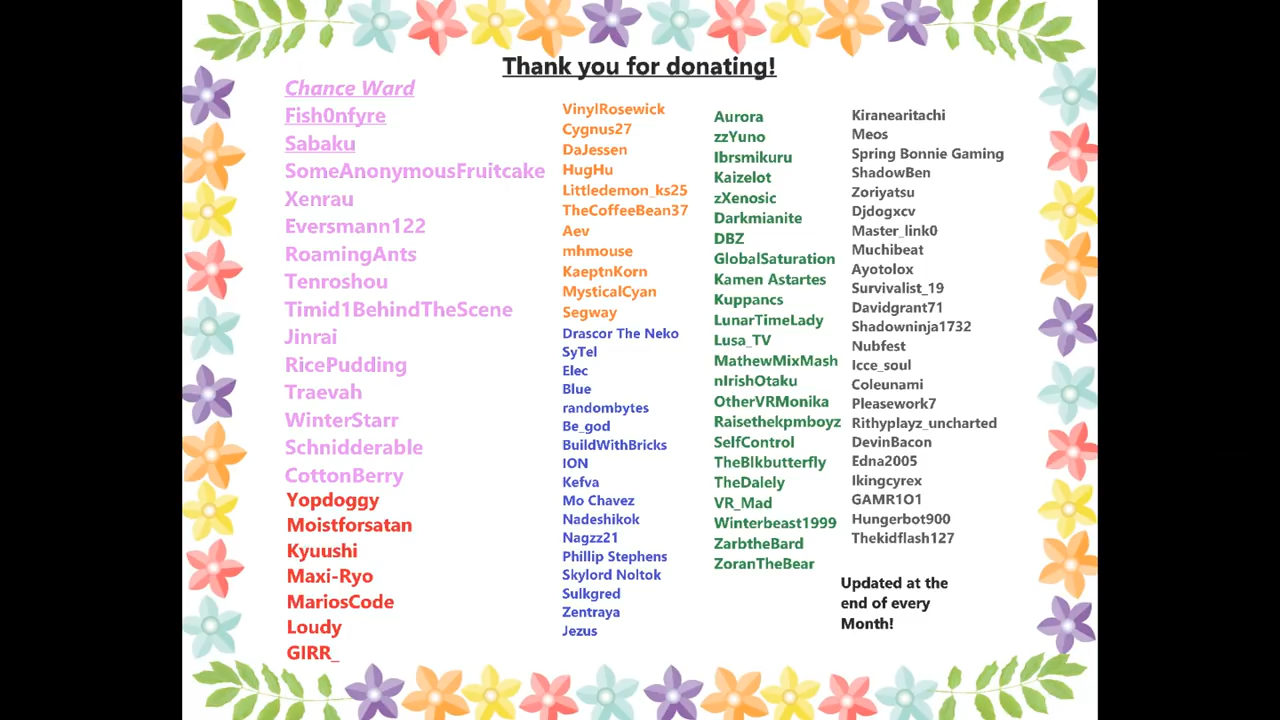 Thank you for donating!
Chance Ward
Fish0nfyre
Sabaku
SomeAnonymousFruitcake
Xenrau
Eversmann122
RoamingAnts
Tenroshou
Timid1BehindTheScene
Jinrai
RicePudding
Traevah
WinterStarr
Schnidderable
CottonBerry
Yopdoggy
Moistforsatan
Kyuushi
Maxi-Ryo
MariosCode
Loudy
GIRR_
VinylRosewick
Cygnus27
DaJessen
HugHu
Littledemon_ks25
TheCoffeeBean37
Aev
mhmouse
KaeptnKorn
MysticalCyan
Segway
Drascor The Neko
SyTel
Elec
Blue
randombytes
Be_god
BuildWithBricks
ION
Kefva
Mo Chavez
Nadeshikok
Nagzz21
Phillip Stephens
Skylord Noltok
Sulkgred
Zentraya
Jezus
Aurora
zzYuno
Ibrsmikuru
Kaizelot
zXenosic
Darkmianite
DBZ
GlobalSaturation
Kamen Astartes
Kuppancs
LunarTimeLady
Lusa_TV
MathewMixMash
nIrishOtaku
OtherVRMonika
Raisethekpmboyz
SelfControl
TheBlkbutterfly
TheDalely
VR_Mad
Winterbeast1999
ZarbtheBard
ZoranTheBear
Kiranearitachi
Meos
Spring Bonnie Gaming
ShadowBen
Zoriyatsu
Djdogxcv
Master_link0
Muchibeat
Ayotolox
Survivalist_19
Davidgrant71
Shadowninja1732
Nubfest
Icce_soul
Coleunami
Pleasework7
Rithyplayz_uncharted
DevinBacon
Edna2005
Ikingcyrex
GAMR1O1
Hungerbot900
Thekidflash127
Updated at the
end of every
Month!